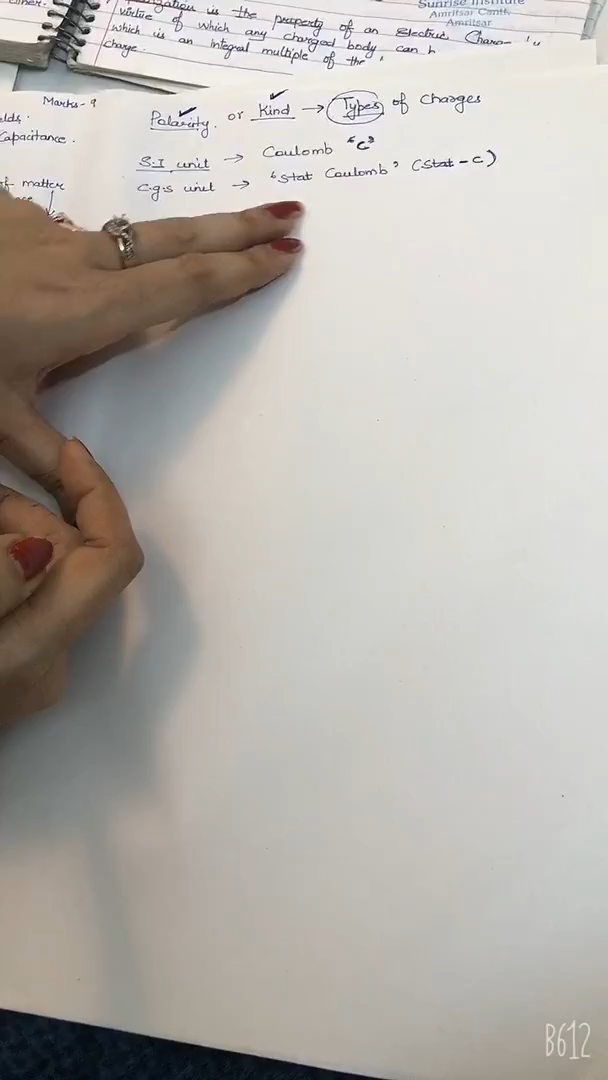 Sunrise Institute
Amritsar Cantt
Amritsar
is the property of an Electric
virtue of which any charged body can
which is an integral multiple of the
charge.
Marks - 9
Capacitance.
of matter
Polarity or Kind → Types of Charges
S.I unit → Coulomb "C"
C.g.s unit → "Stat Coulomb" (Stat-C)
B612